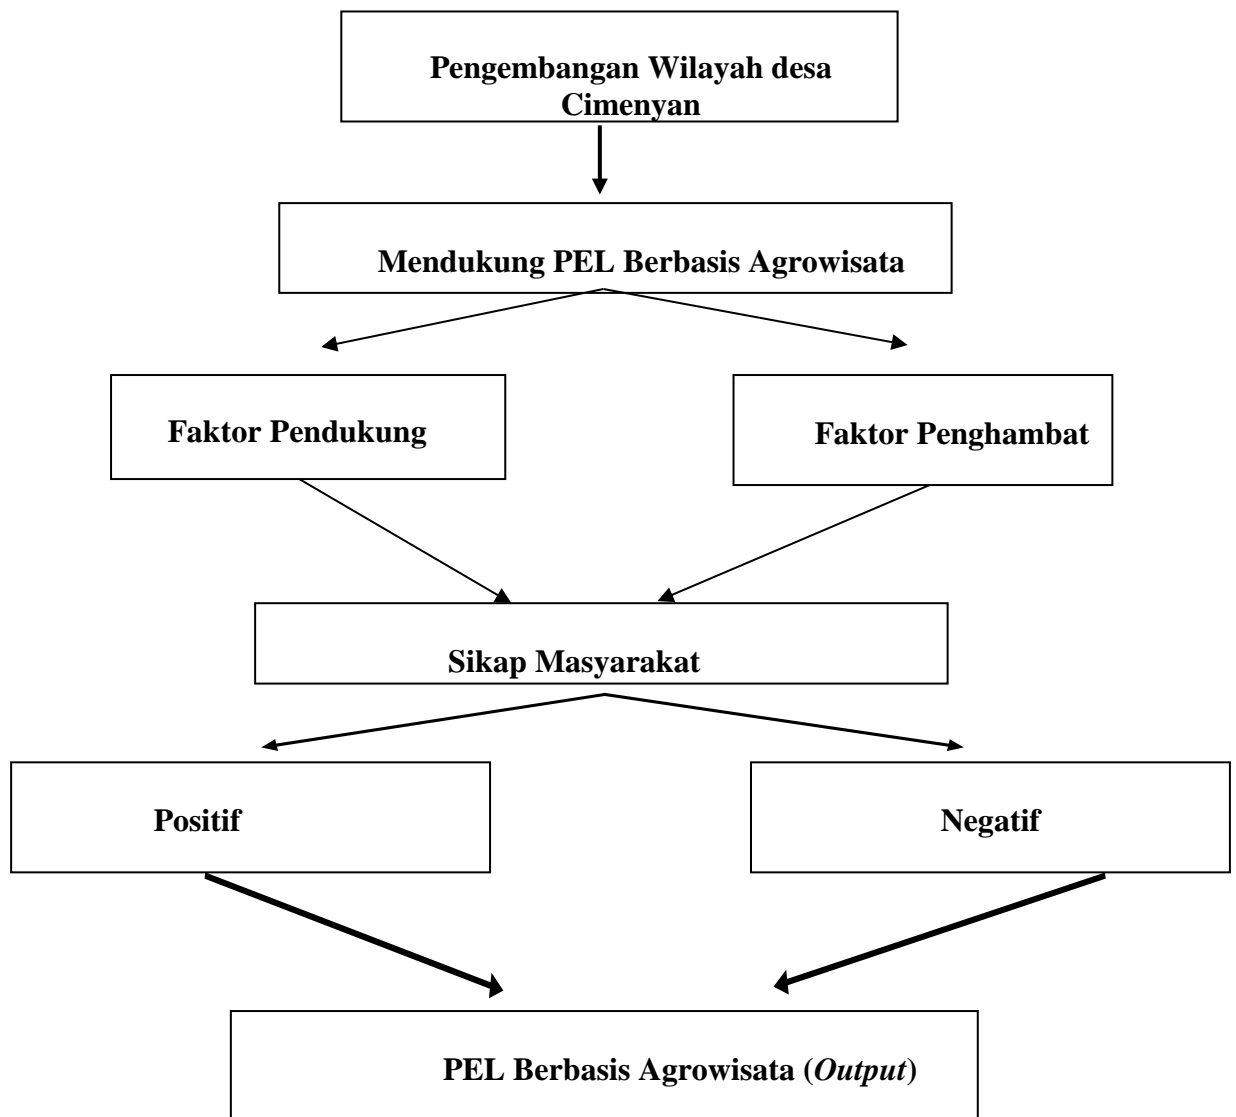 Pengembangan Wilayah desa
Cimenyan
Mendukung PEL Berbasis Agrowisata
Faktor Pendukung
Faktor Penghambat
Sikap Masyarakat
Positif
Negatif
PEL Berbasis Agrowisata (Output)